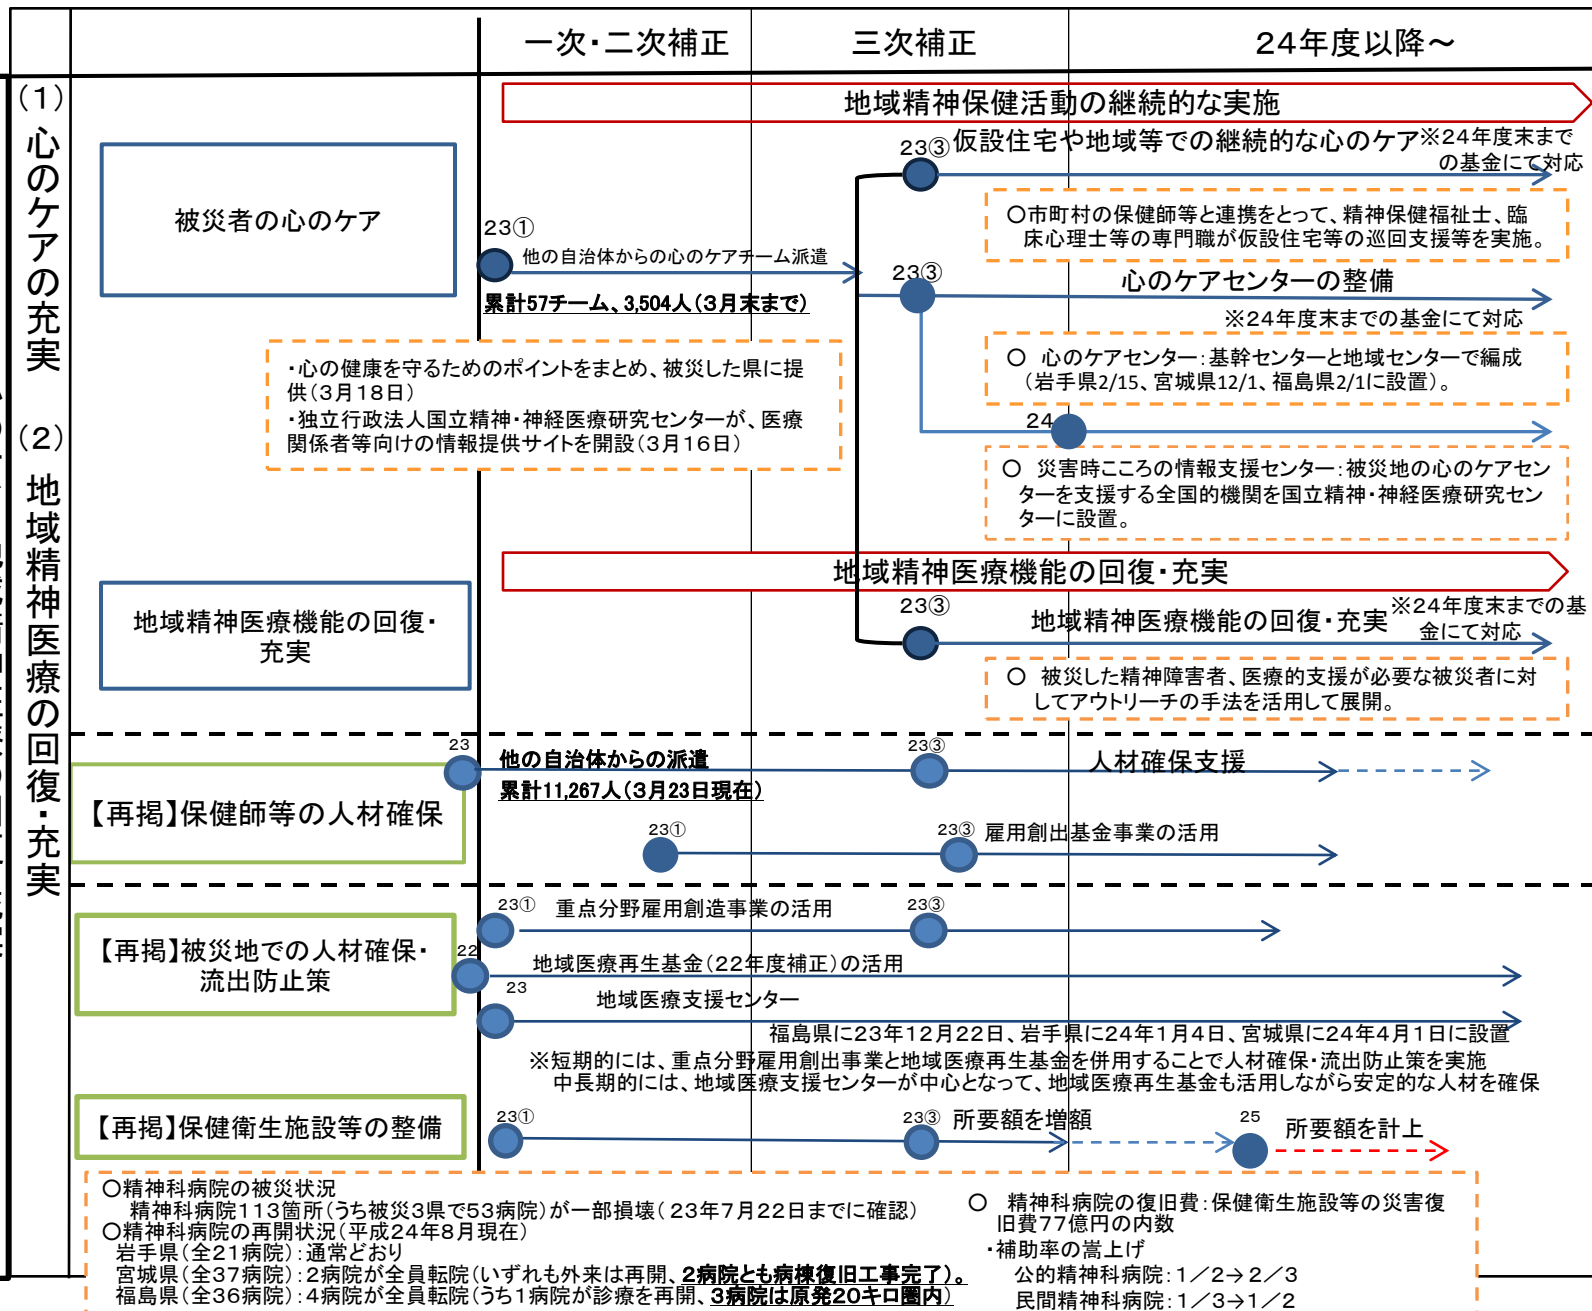 一次・二次補正
三次補正
24年度以降～
(1)心のケアの充実 (2)地域精神医療の回復・充実
地域精神保健活動の継続的な実施
被災者の心のケア
23①
他の自治体からの心のケアチーム派遣
累計57チーム、3,504人(3月末まで)
23③
仮設住宅や地域等での継続的な心のケア
※24年度末まで
の基金にて対応
○市町村の保健師等と連携をとって、精神保健福祉士、臨
床心理士等の専門職が仮設住宅等の巡回支援等を実施。
23③
心のケアセンターの整備
※24年度末までの基金にて対応
○ 心のケアセンター:基幹センターと地域センターで編成
(岩手県2/15、宮城県12/1、福島県2/1に設置)。
・心の健康を守るためのポイントをまとめ、被災した県に提
供(3月18日)
・独立行政法人国立精神・神経医療研究センターが、医療
関係者等向けの情報提供サイトを開設(3月16日)
24
○ 災害時こころの情報支援センター:被災地の心のケアセン
ターを支援する全国的機関を国立精神・神経医療研究セン
ターに設置。
地域精神医療機能の回復・充実
地域精神医療機能の回復・
充実
23③
地域精神医療機能の回復・充実
※24年度末までの基
金にて対応
○ 被災した精神障害者、医療的支援が必要な被災者に対
してアウトリーチの手法を活用して展開。
【再掲】保健師等の人材確保
23
他の自治体からの派遣
累計11,267人(3月23日現在)
23③
人材確保支援
23①
23③
雇用創出基金事業の活用
【再掲】被災地での人材確保・
流出防止策
23①
重点分野雇用創造事業の活用
23③
22
地域医療再生基金(22年度補正)の活用
23
地域医療支援センター
福島県に23年12月22日、岩手県に24年1月4日、宮城県に24年4月1日に設置
※短期的には、重点分野雇用創出事業と地域医療再生基金を併用することで人材確保・流出防止策を実施
中長期的には、地域医療支援センターが中心となって、地域医療再生基金も活用しながら安定的な人材を確保
【再掲】保健衛生施設等の整備
23①
23③
所要額を増額
25
所要額を計上
○精神科病院の被災状況
精神科病院113箇所(うち被災3県で53病院)が一部損壊(23年7月22日までに確認)
○精神科病院の再開状況(平成24年8月現在)
岩手県(全21病院):通常どおり
宮城県(全37病院):2病院が全員転院(いずれも外来は再開、2病院とも病棟復旧工事完了)。
福島県(全36病院):4病院が全員転院(うち1病院が診療を再開、3病院は原発20キロ圏内)
○ 精神科病院の復旧費:保健衛生施設等の災害復
旧費77億円の内数
・補助率の嵩上げ
公的精神科病院:1/2→2/3
民間精神科病院:1/3→1/2